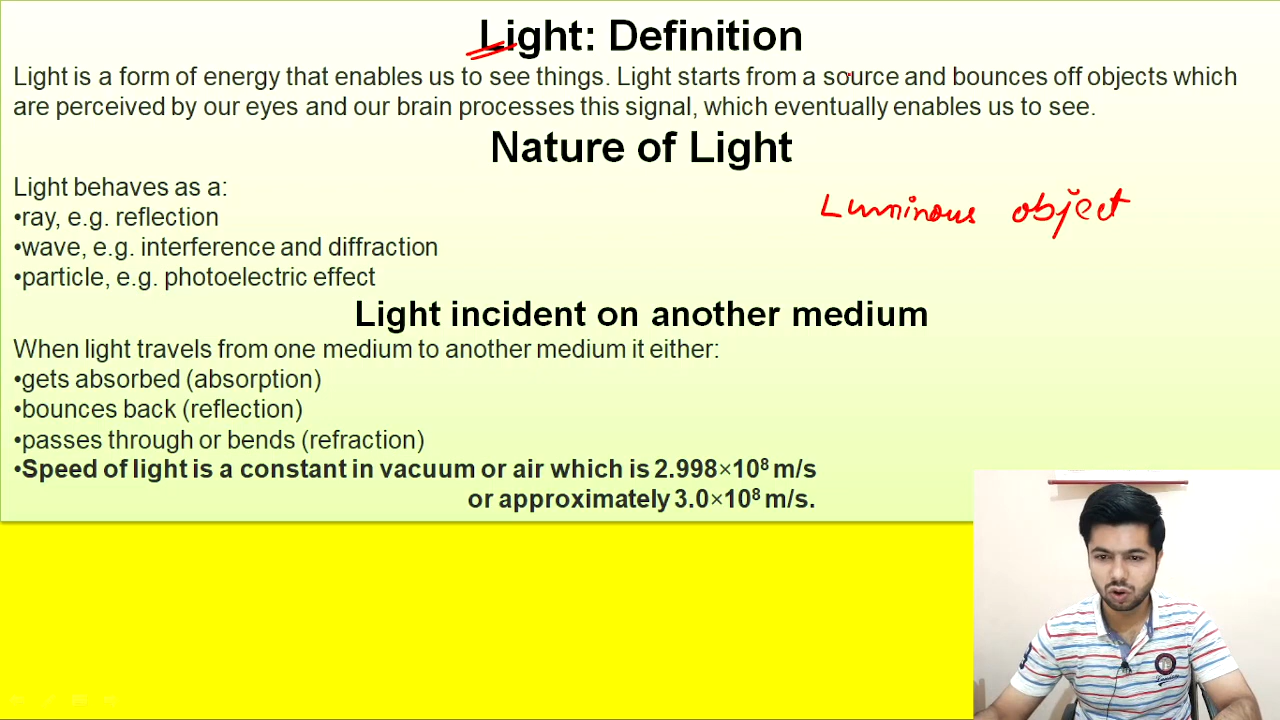 Light: Definition
Light is a form of energy that enables us to see things. Light starts from a source and bounces off objects which
are perceived by our eyes and our brain processes this signal, which eventually enables us to see.
Nature of Light
Light behaves as a:
•ray, e.g. reflection
Luminous object
•wave, e.g. interference and diffraction
•particle, e.g. photoelectric effect
Light incident on another medium
When light travels from one medium to another medium it either:
•gets absorbed (absorption)
•bounces back (reflection)
•passes through or bends (refraction)
•Speed of light is a constant in vacuum or air which is 2.998×10⁸ m/s
or approximately 3.0×10⁸ m/s.